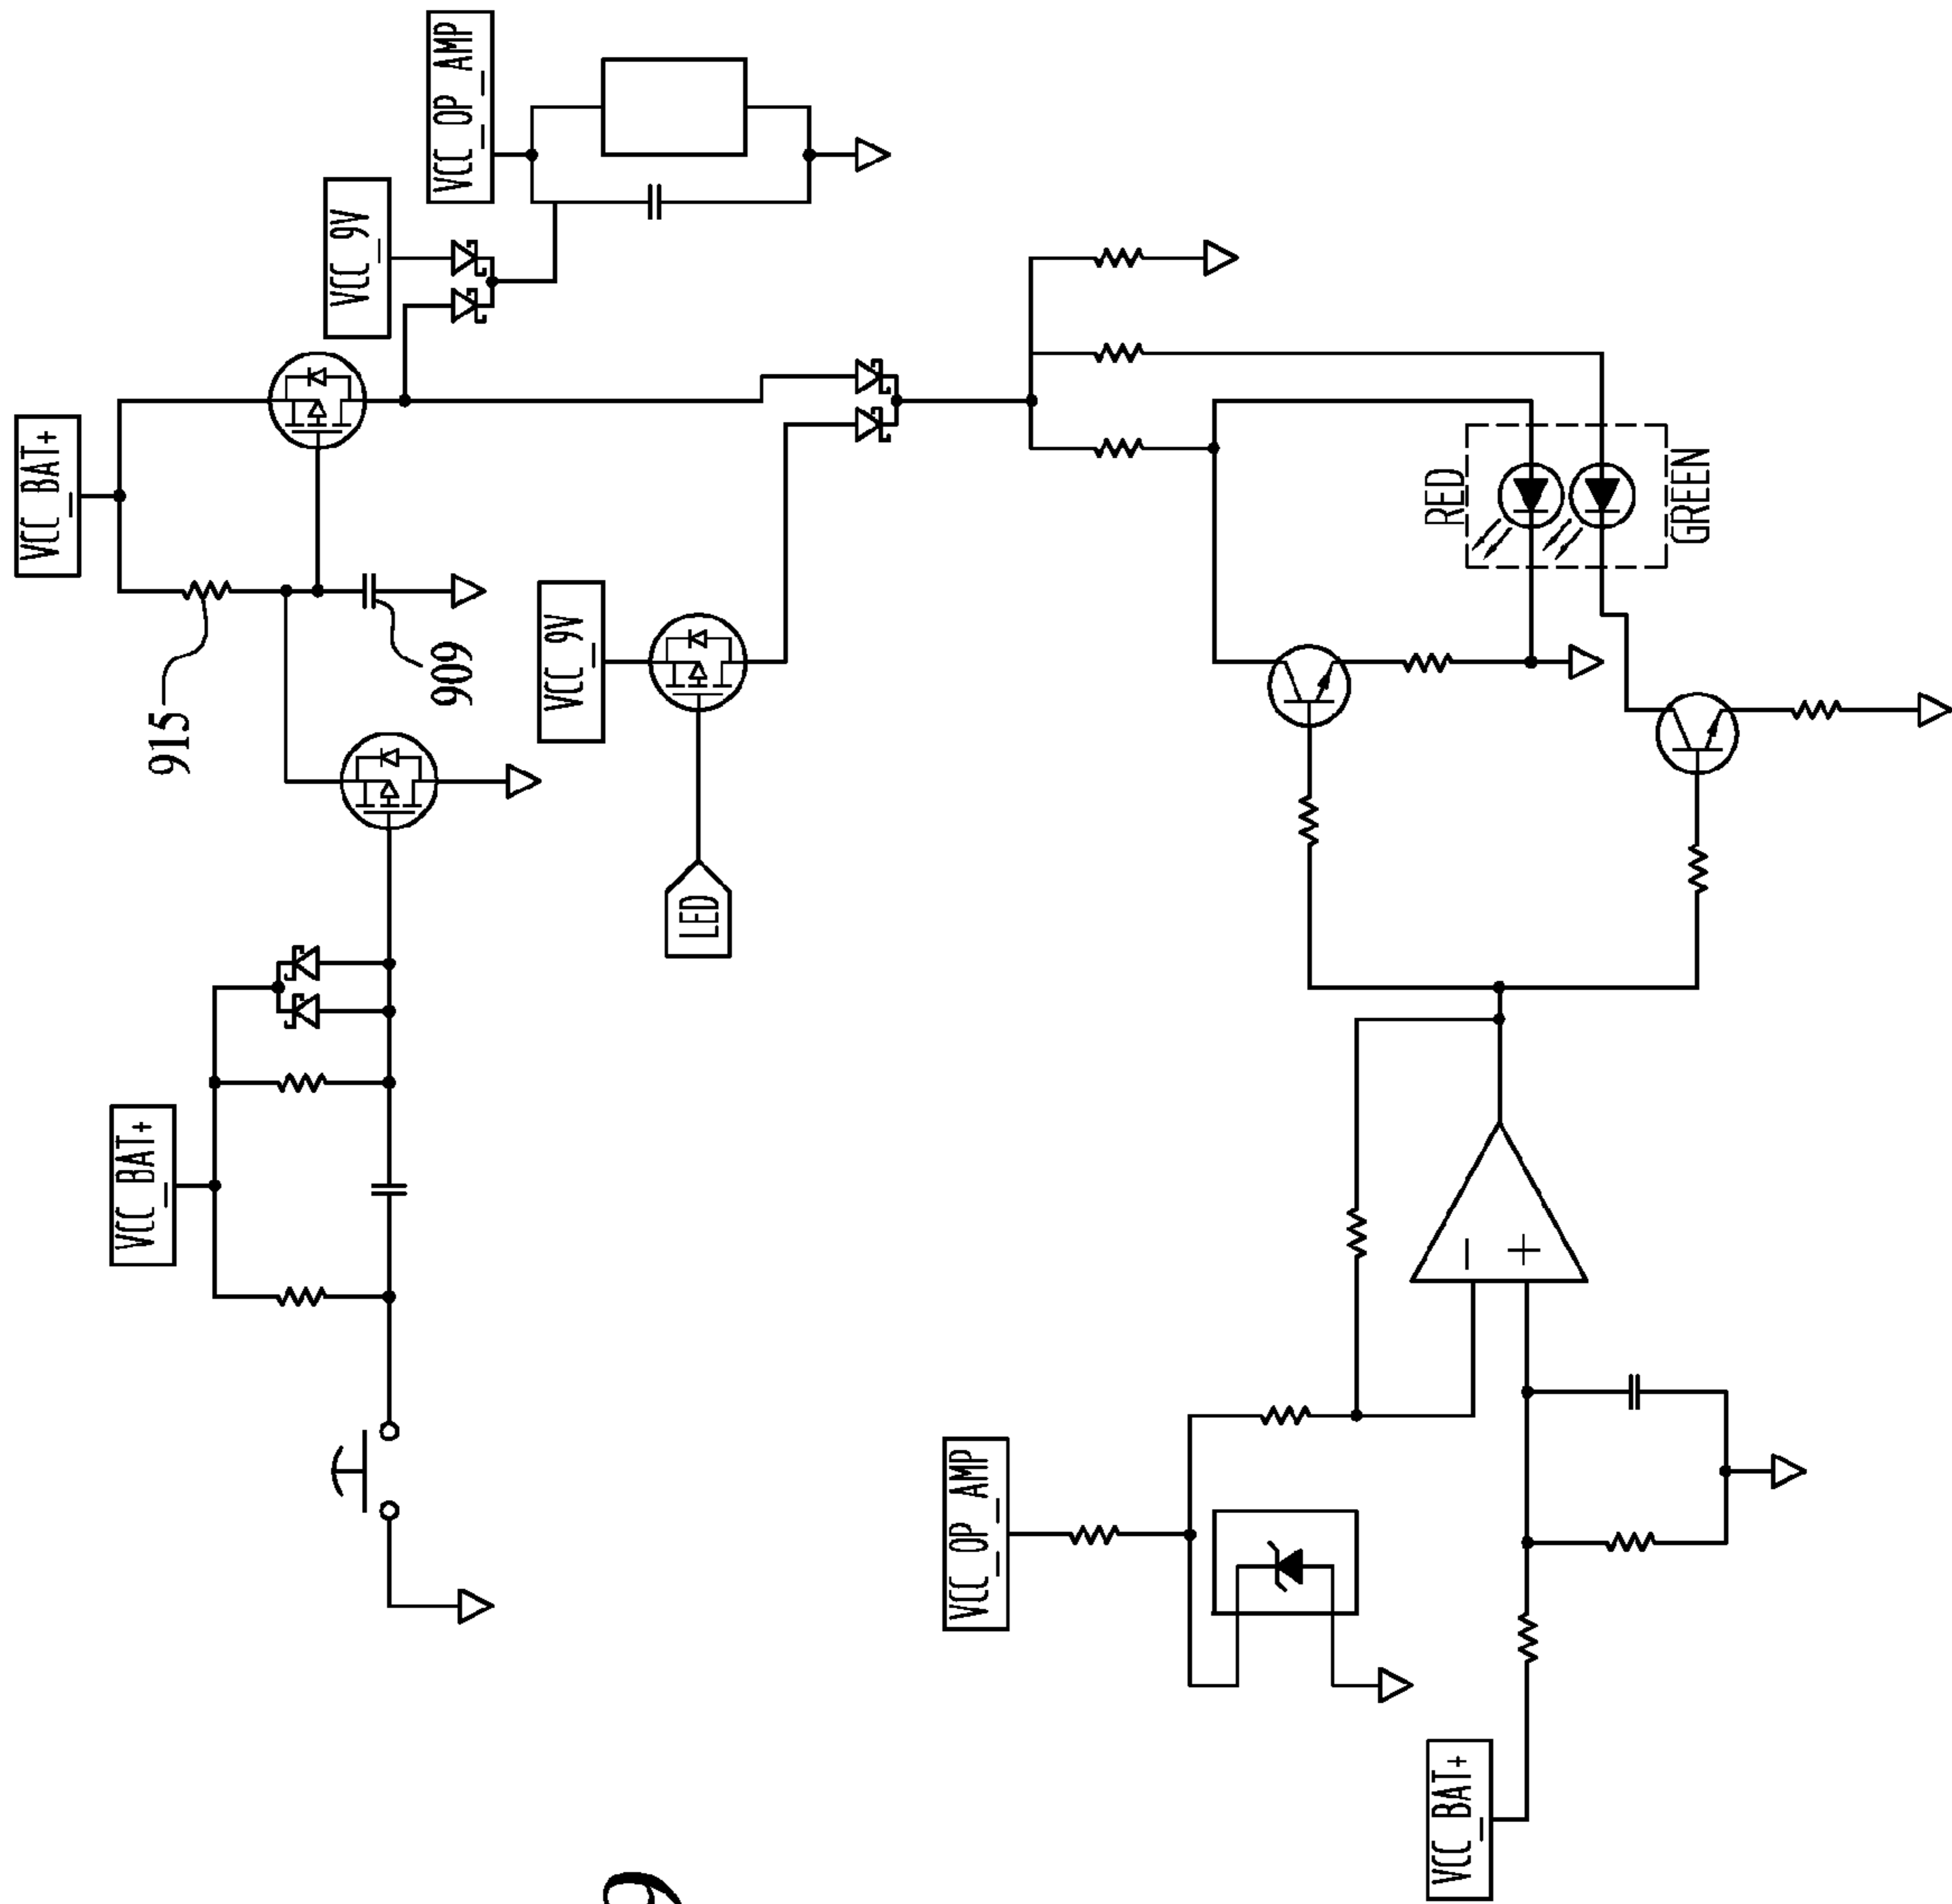 VCC_OP_AMP
VCC_9V
VCC_BAT+
915
909
VCC_9V
LED
VCC_BAT+
RED
GREEN
-
+
VCC_OP_AMP
VCC_BAT+